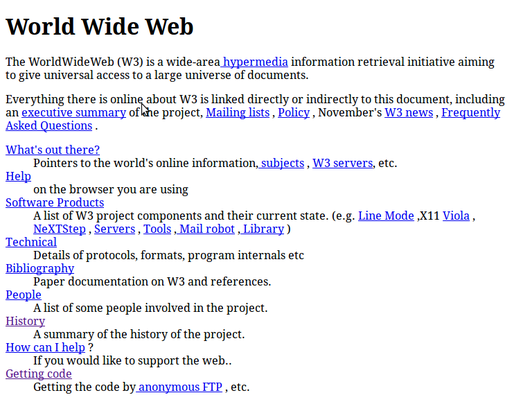 World Wide Web
The WorldWideWeb (W3) is a wide-area hypermedia information retrieval initiative aiming
to give universal access to a large universe of documents.
Everything there is online about W3 is linked directly or indirectly to this document, including
an executive summary of the project, Mailing lists , Policy , November's W3 news , Frequently
Asked Questions .
What's out there?
Pointers to the world's online information, subjects , W3 servers, etc.
Help
on the browser you are using
Software Products
A list of W3 project components and their current state. (e.g. Line Mode ,X11 Viola ,
NeXTStep , Servers , Tools , Mail robot , Library )
Technical
Details of protocols, formats, program internals etc
Bibliography
Paper documentation on W3 and references.
People
A list of some people involved in the project.
History
A summary of the history of the project.
How can I help ?
If you would like to support the web..
Getting code
Getting the code by anonymous FTP , etc.